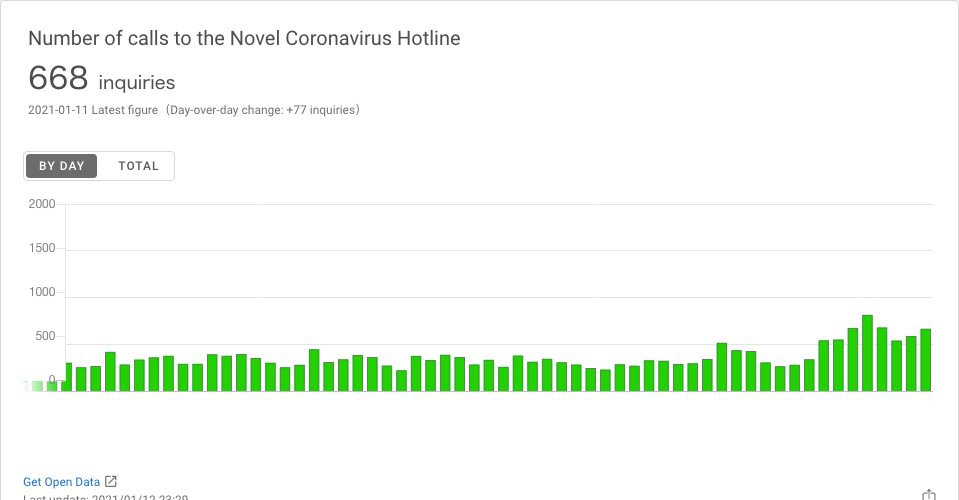 Number of calls to the Novel Coronavirus Hotline
668 inquiries
2021-01-11 Latest figure（Day-over-day change: +77 inquiries）
BY DAY TOTAL
2000
1500
1000
500
0
Get Open Data
Last update: 2021/01/12 23:29